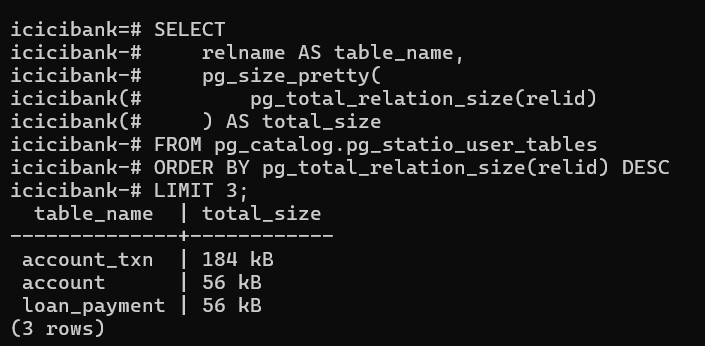 icicibank=# SELECT
icicibank-#     relname AS table_name,
icicibank-#     pg_size_pretty(
icicibank(#         pg_total_relation_size(relid)
icicibank(#     ) AS total_size
icicibank-# FROM pg_catalog.pg_statio_user_tables
icicibank-# ORDER BY pg_total_relation_size(relid) DESC
icicibank-# LIMIT 3;
  table_name  | total_size
--------------+------------
 account_txn  | 184 kB
 account      | 56 kB
 loan_payment | 56 kB
(3 rows)